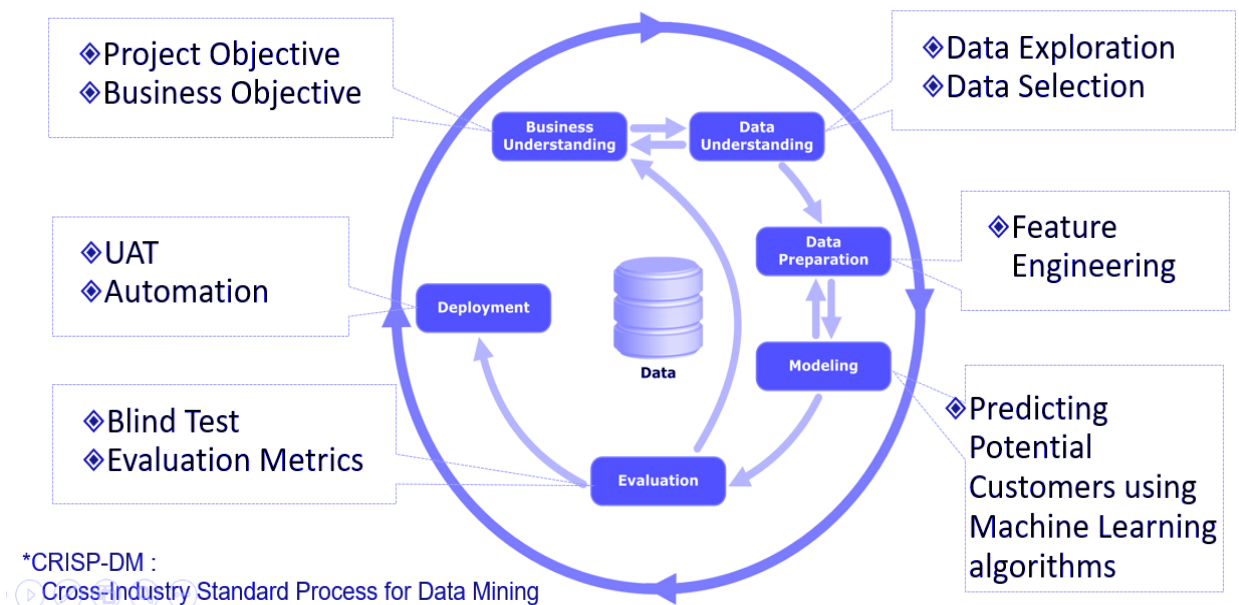 Project Objective
Business Objective
Data Exploration
Data Selection
Business
Understanding
Data
Understanding
UAT
Automation
Data
Preparation
Feature
Engineering
Deployment
Data
Modeling
Blind Test
Evaluation Metrics
Evaluation
Predicting
Potential
Customers using
Machine Learning
algorithms
*CRISP-DM :
Cross-Industry Standard Process for Data Mining